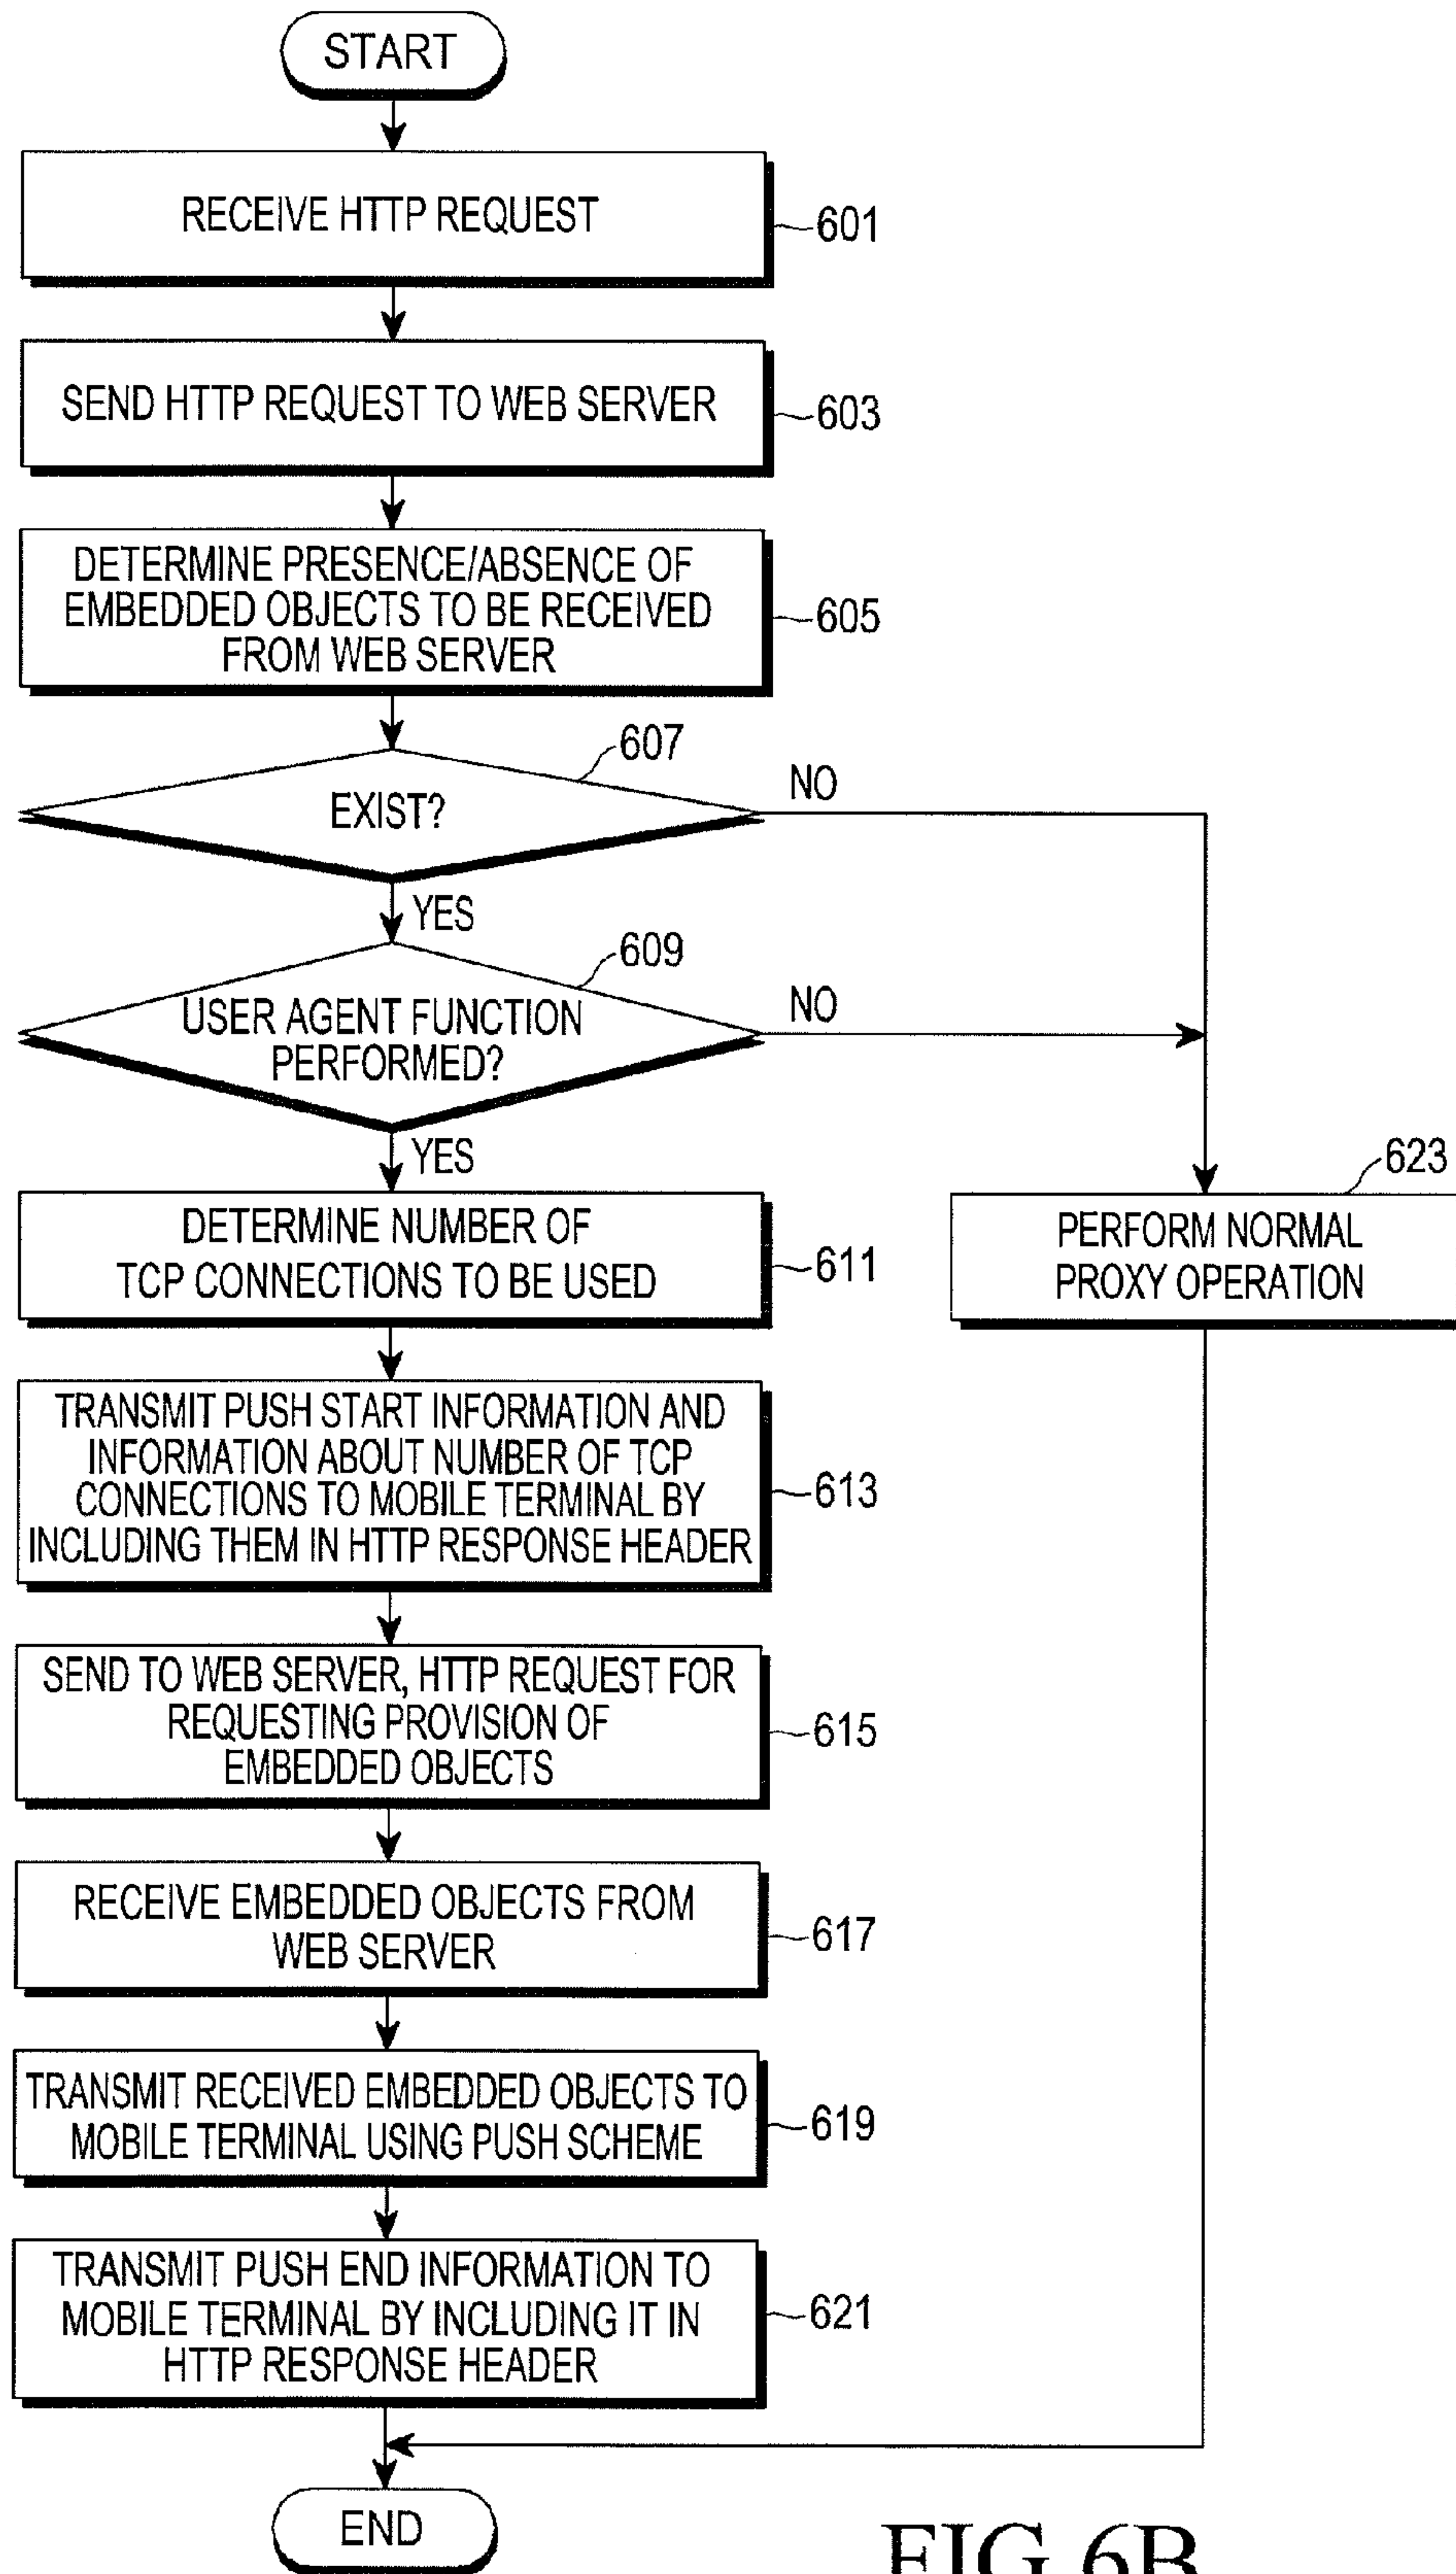 START
RECEIVE HTTP REQUEST
601
SEND HTTP REQUEST TO WEB SERVER
603
DETERMINE PRESENCE/ABSENCE OF
EMBEDDED OBJECTS TO BE RECEIVED
FROM WEB SERVER
605
607
EXIST?
NO
YES
609
USER AGENT FUNCTION
PERFORMED?
NO
YES
DETERMINE NUMBER OF
TCP CONNECTIONS TO BE USED
611
623
PERFORM NORMAL
PROXY OPERATION
TRANSMIT PUSH START INFORMATION AND
INFORMATION ABOUT NUMBER OF TCP
CONNECTIONS TO MOBILE TERMINAL BY
INCLUDING THEM IN HTTP RESPONSE HEADER
613
SEND TO WEB SERVER, HTTP REQUEST FOR
REQUESTING PROVISION OF
EMBEDDED OBJECTS
615
RECEIVE EMBEDDED OBJECTS FROM
WEB SERVER
617
TRANSMIT RECEIVED EMBEDDED OBJECTS TO
MOBILE TERMINAL USING PUSH SCHEME
619
TRANSMIT PUSH END INFORMATION TO
MOBILE TERMINAL BY INCLUDING IT IN
HTTP RESPONSE HEADER
621
END
FIG.6B